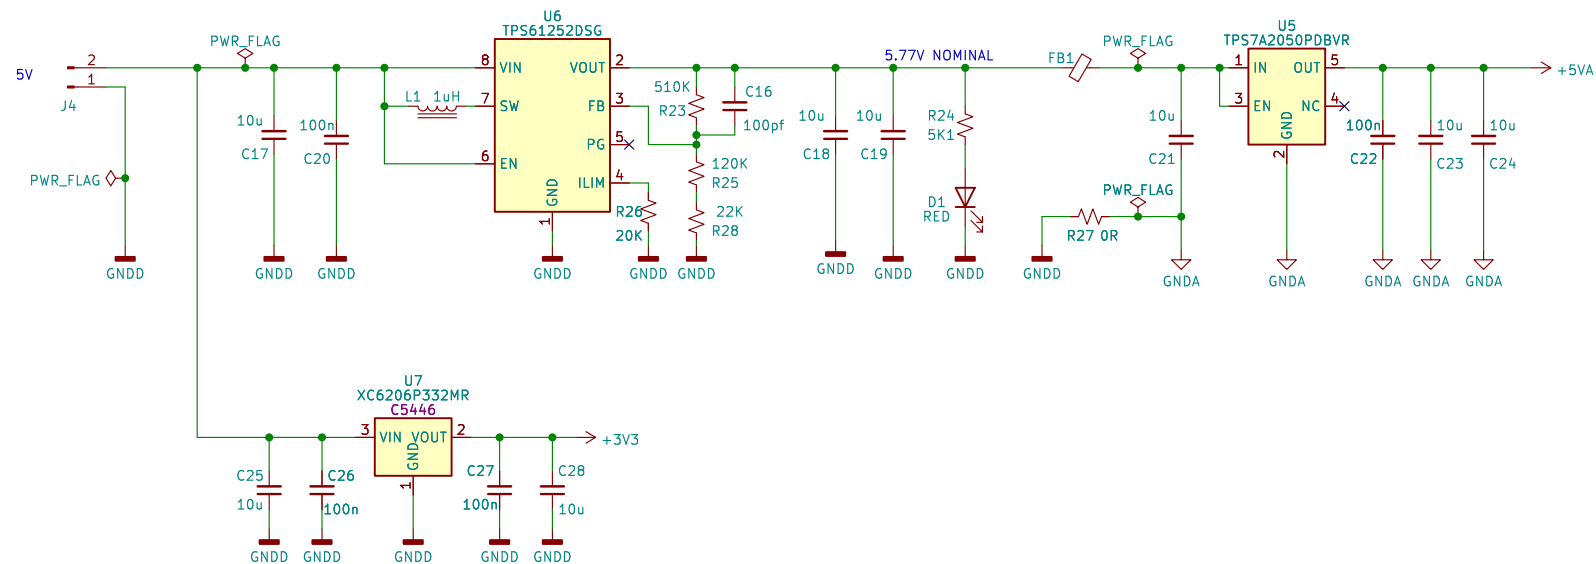 5V
2
1
J4
PWR_FLAG
PWR_FLAG
10u
C17
100n
C20
L1 1uH
U6
TPS61252DSG
8 VIN
VOUT 2
7 SW
FB 3
PG 5
6 EN
ILIM 4
GND
1
510K
R23
C16
100pf
120K
R25
22K
R28
R26
20K
10u
C18
10u
C19
5.77V NOMINAL
R24
5K1
D1
RED
FB1
PWR_FLAG
10u
C21
PWR_FLAG
R27 0R
U5
TPS7A2050PDBVR
1 IN
OUT 5
3 EN
NC 4
GND
2
100n
C22
10u
C23
10u
C24
+5VA
GNDD
GNDD
GNDD
GNDD
GNDD
GNDD
GNDD
GNDD
GNDD
GNDD
GNDA
GNDA
GNDA
GNDA
GNDA
U7
XC6206P332MR
C5446
3 VIN
VOUT 2
GND
1
+3V3
C25
10u
C26
100n
C27
100n
C28
10u
GNDD
GNDD
GNDD
GNDD
GNDD